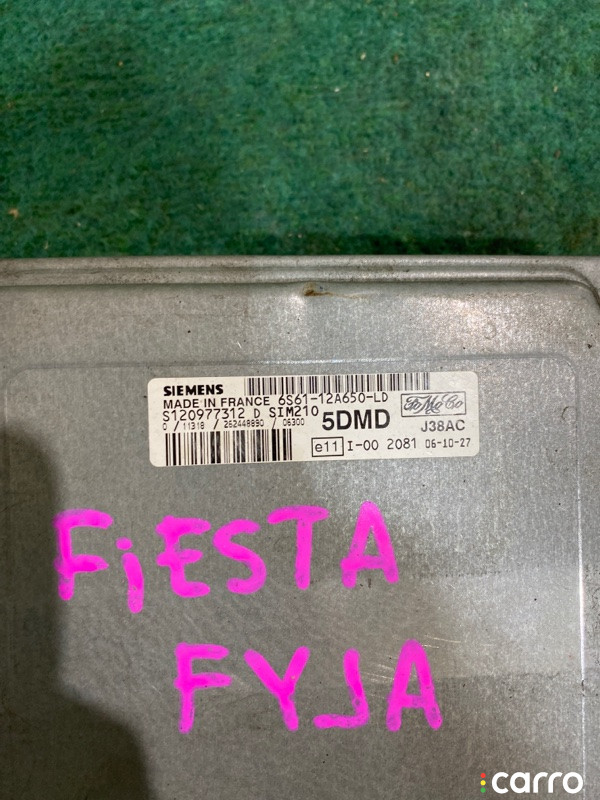 SIEMENS
MADE IN FRANCE 6S61-12A650-LD
S120977312 D SIM210
0 / 11318 / 262448890 / 06300
5DMD
FoMoCo
J38AC
e11 I-00 2081 06-10-27
FiESTA
FYJA
carro